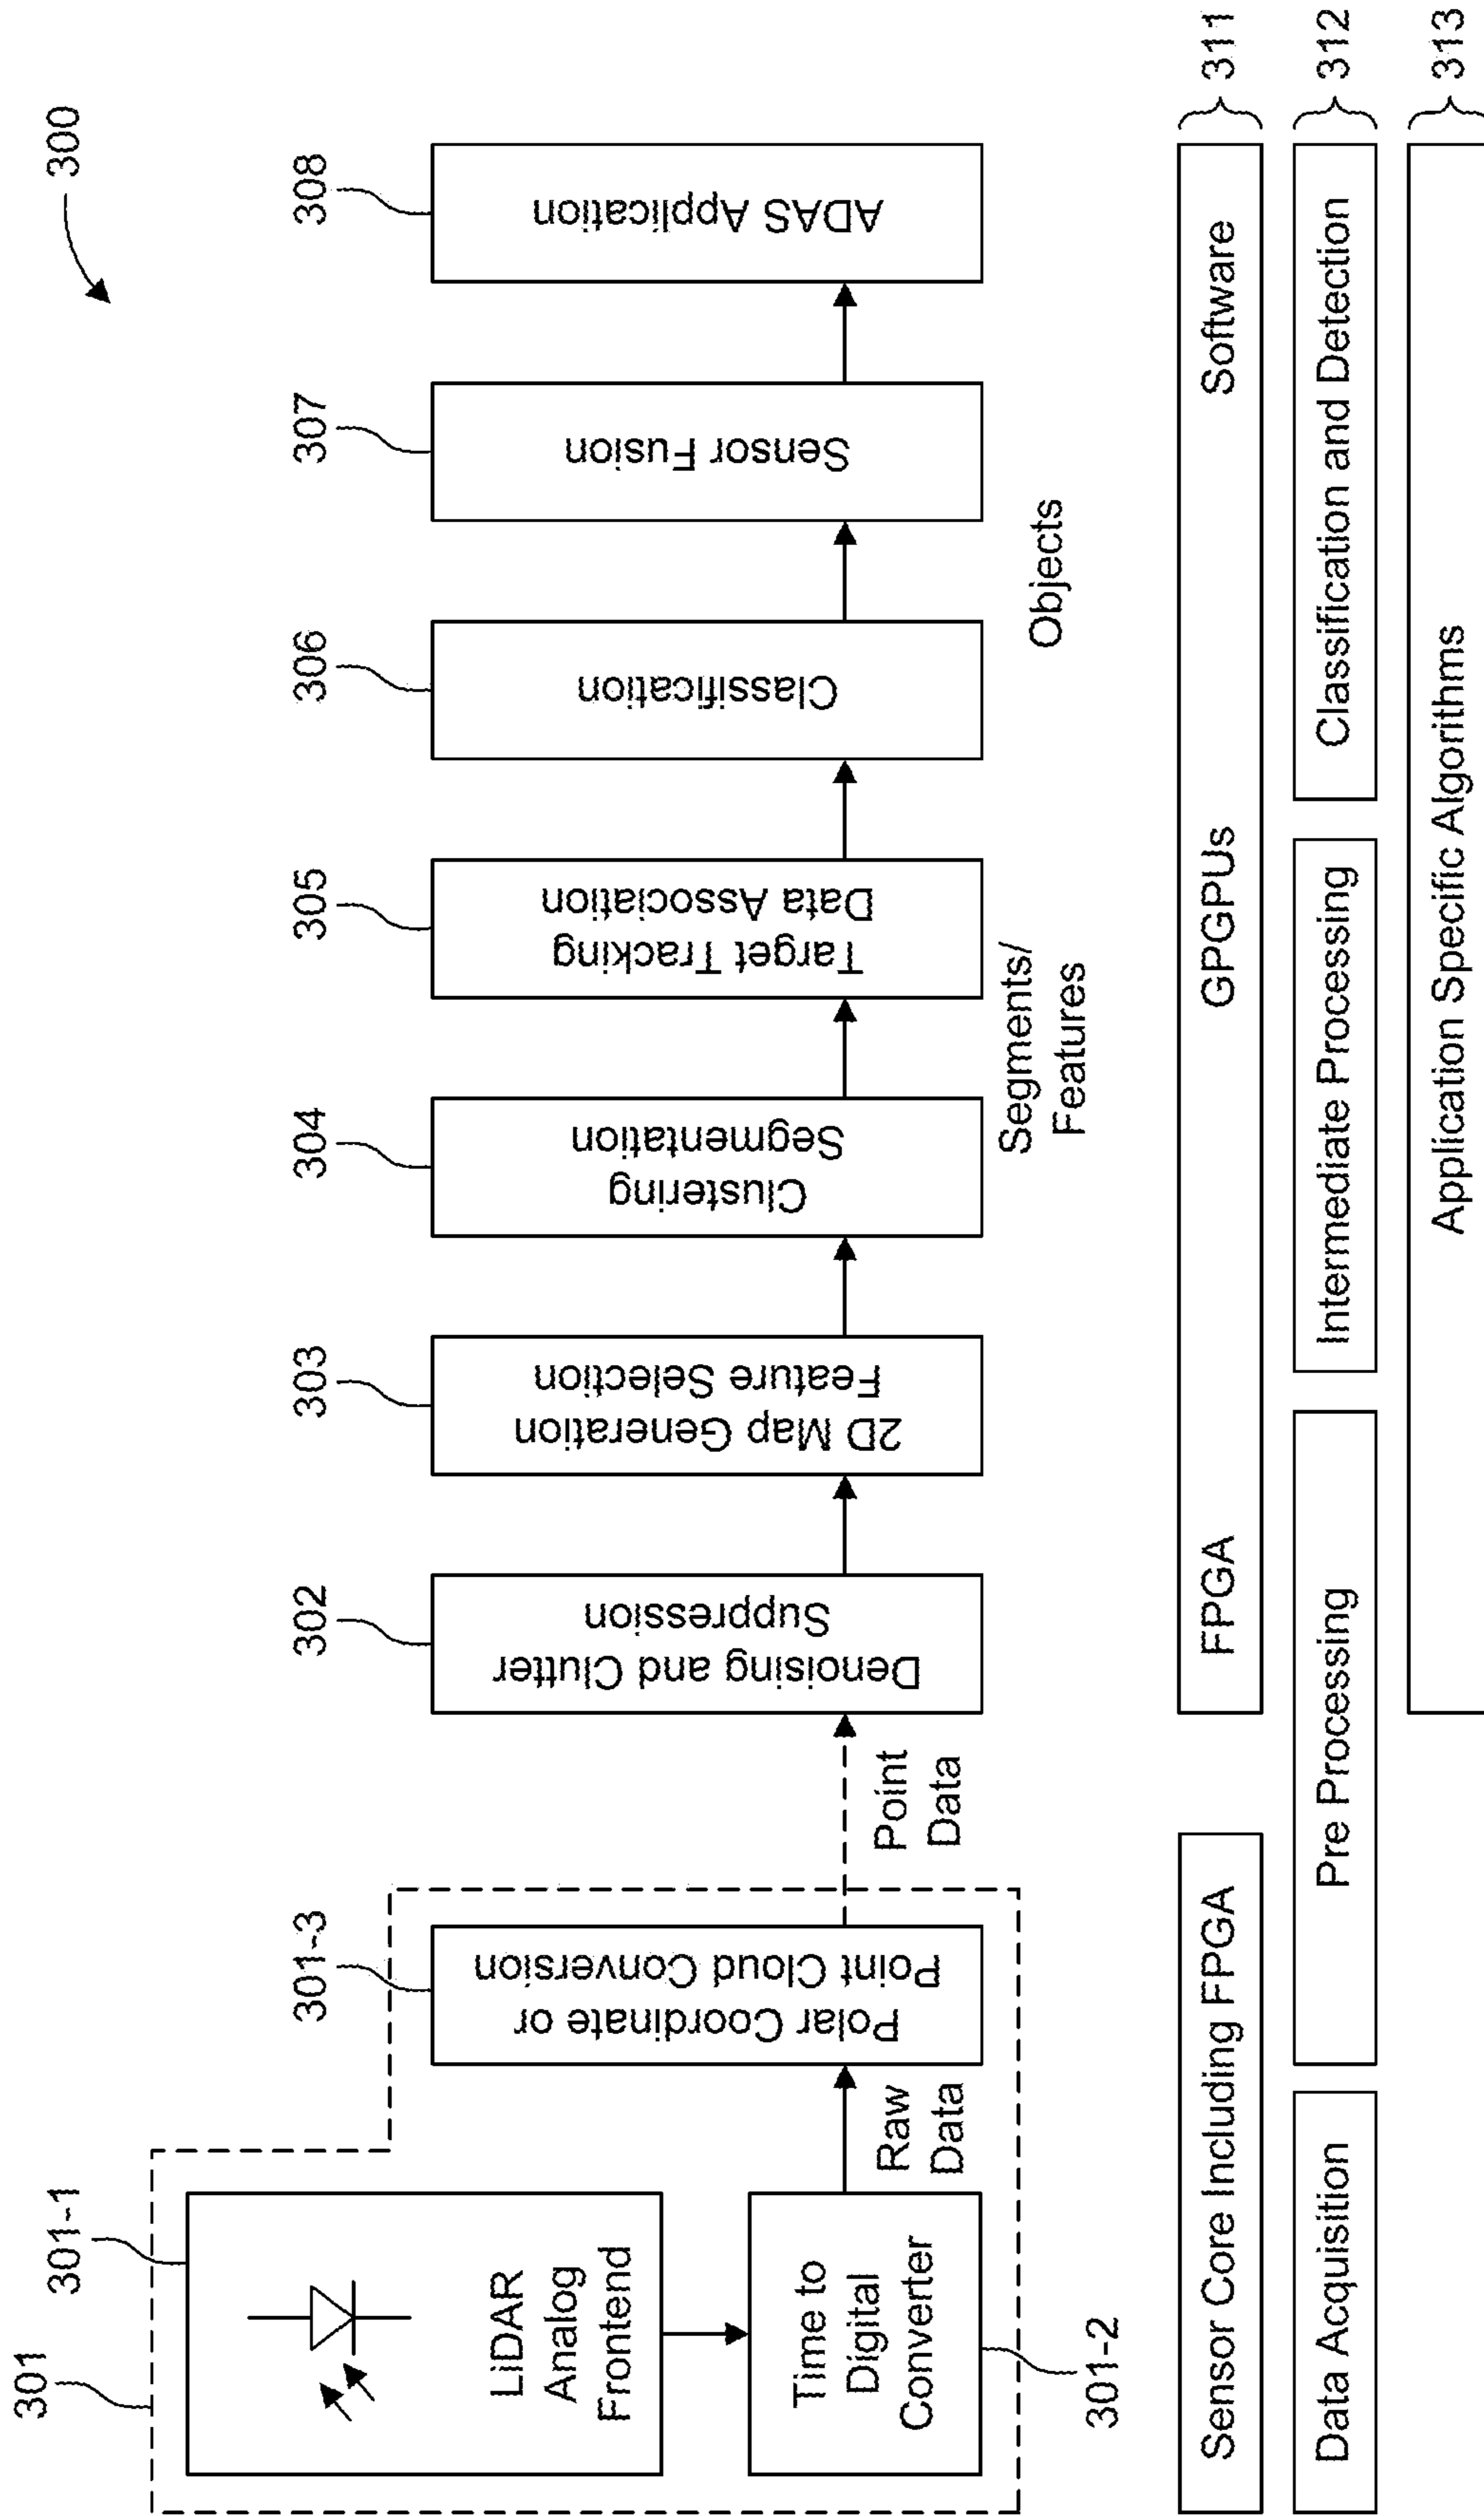 300
301
301-1
LiDAR
Analog
Frontend
Time to
Digital
Converter
301-2
Raw
Data
301-3
Polar Coordinate or
Point Cloud Conversion
Point
Data
302
Denoising and Clutter
Suppression
303
2D Map Generation
Feature Selection
304
Clustering
Segmentation
Segments/
Features
305
Target Tracking
Data Association
306
Classification
Objects
307
Sensor Fusion
308
ADAS Application
Sensor Core Including FPGA
FPGA
GPGPUs
Software
311
Data Acquisition
Pre Processing
Intermediate Processing
Classification and Detection
312
Application Specific Algorithms
313